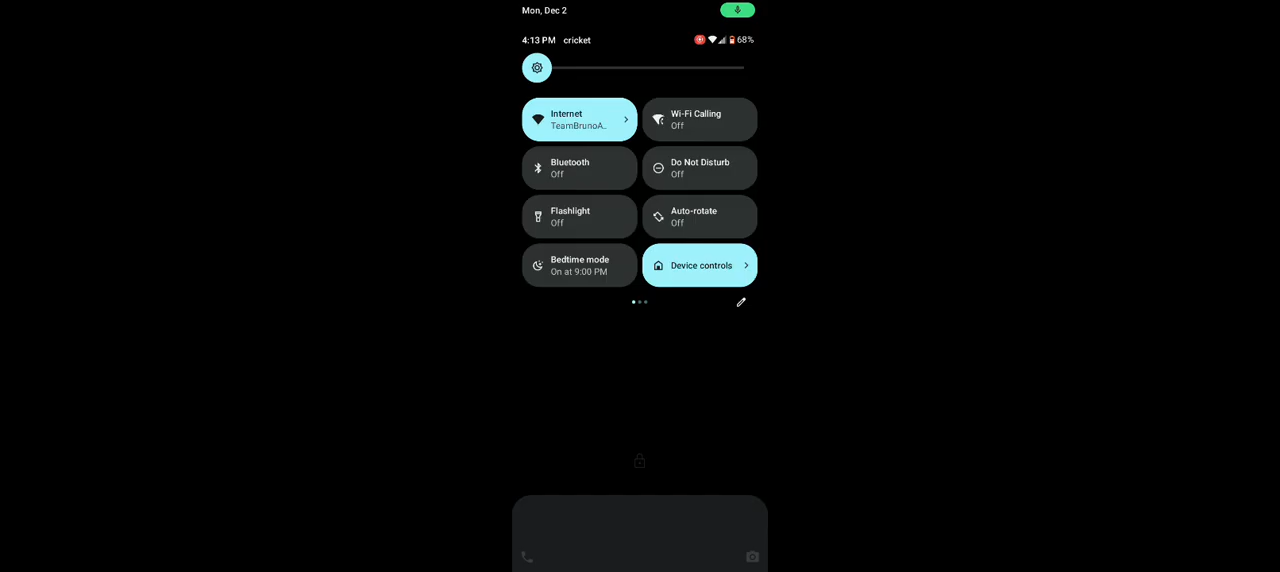 Mon, Dec 2
4:13 PM cricket 68%
Internet
TeamBrunoA..
Wi-Fi Calling
Off
Bluetooth
Off
Do Not Disturb
Off
Flashlight
Off
Auto-rotate
Off
Bedtime mode
On at 9:00 PM
Device controls